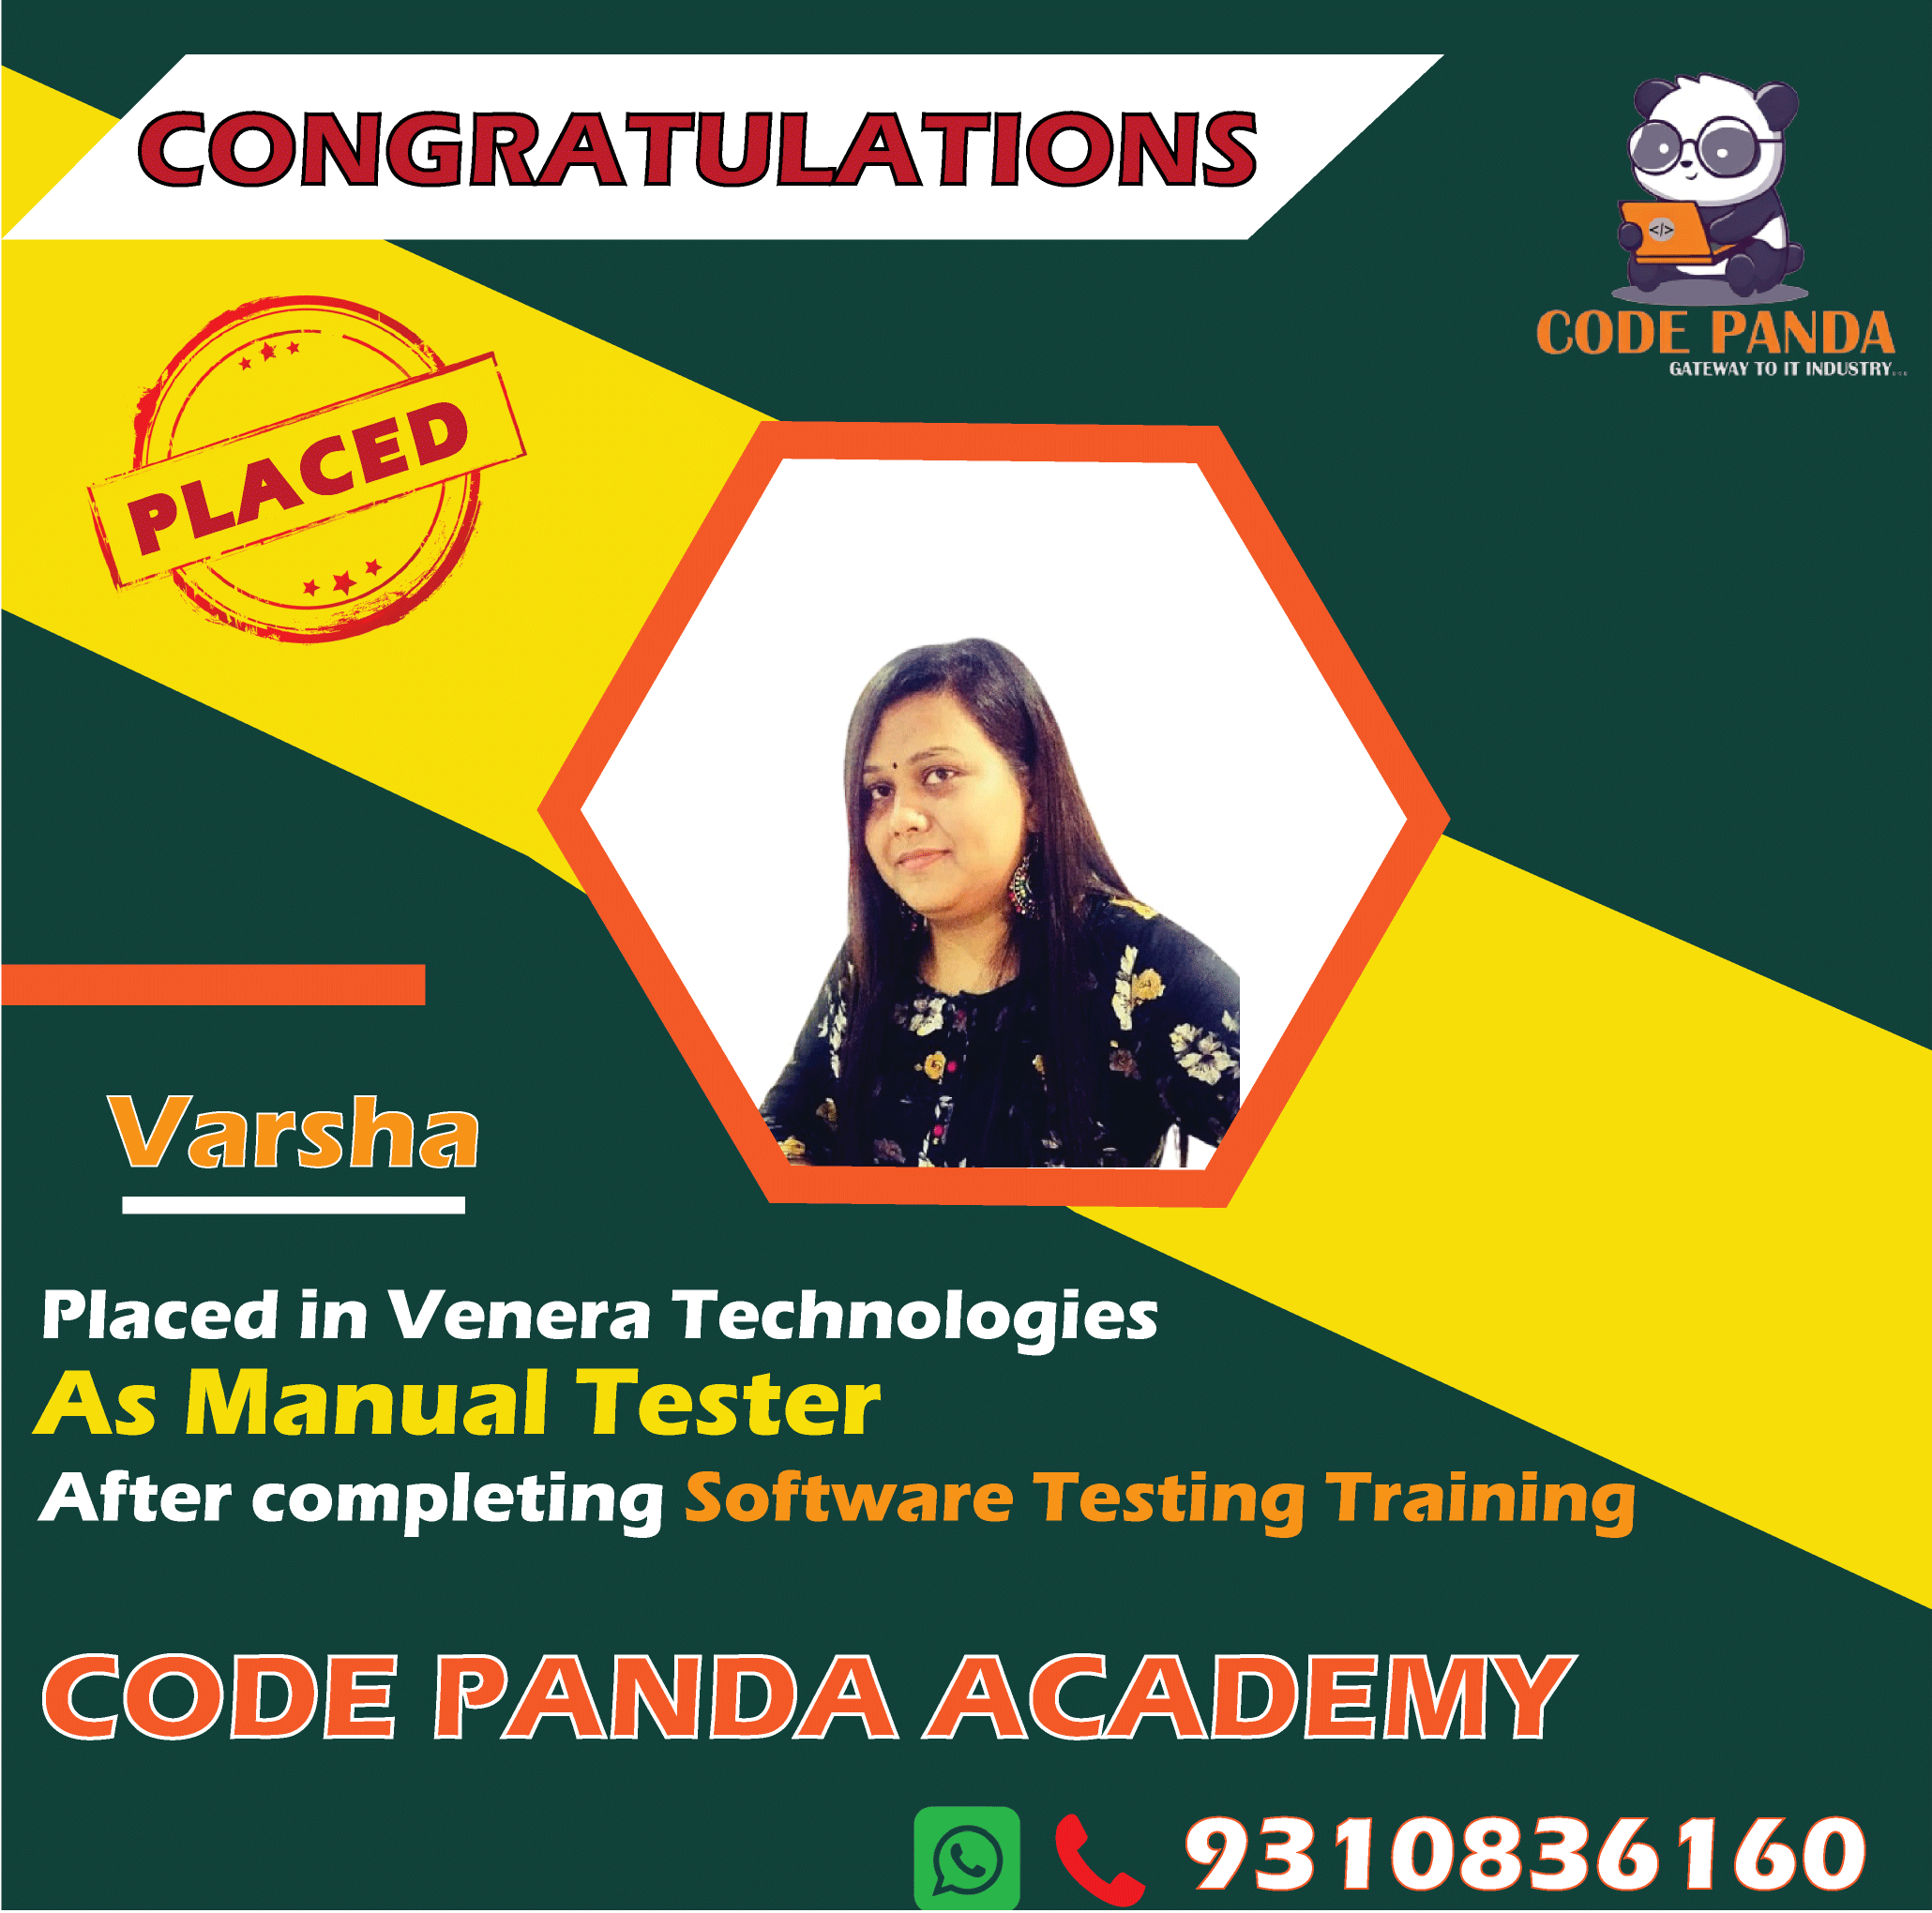 CONGRATULATIONS
</>
CODE PANDA
GATEWAY TO IT INDUSTRY...
PLACED
Varsha
Placed in Venera Technologies
As Manual Tester
After completing Software Testing Training
CODE PANDA ACADEMY
9310836160